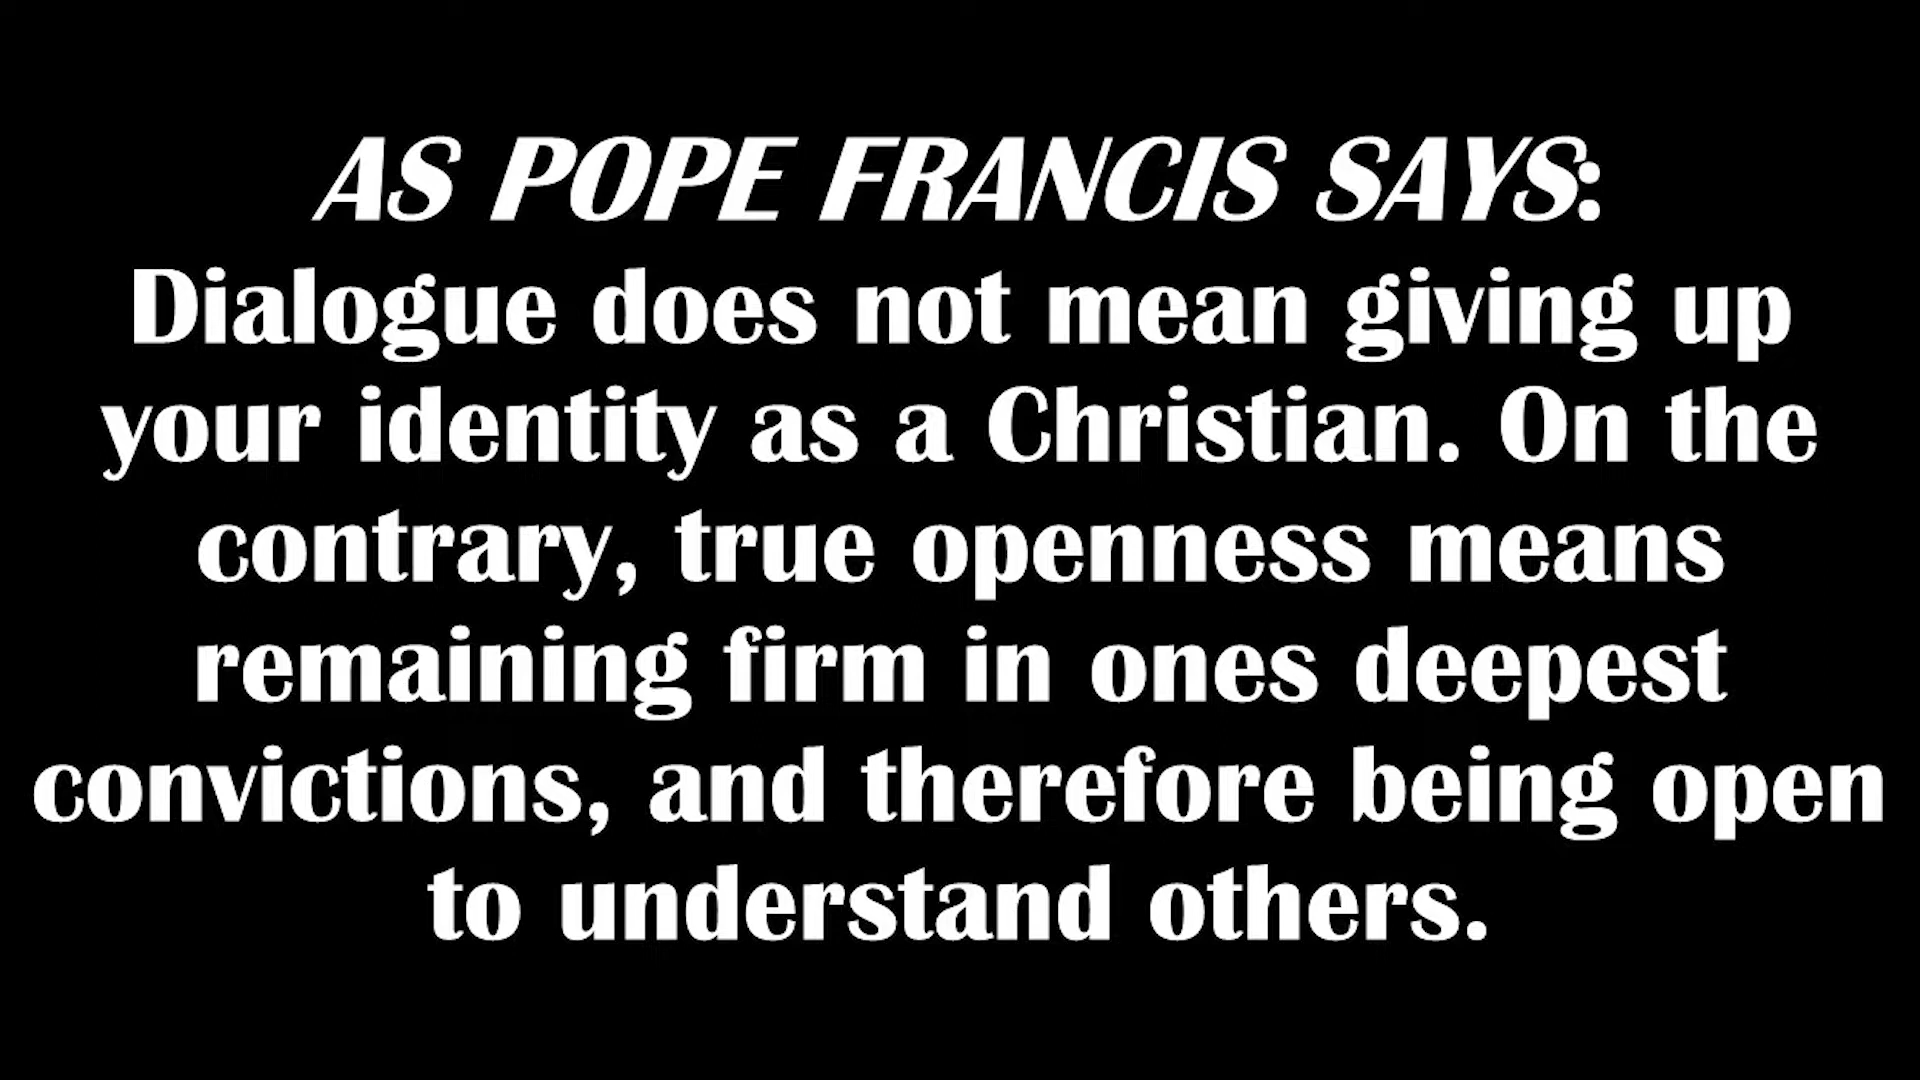 AS POPE FRANCIS SAYS:
Dialogue does not mean giving up
your identity as a Christian. On the
contrary, true openness means
remaining firm in ones deepest
convictions, and therefore being open
to understand others.